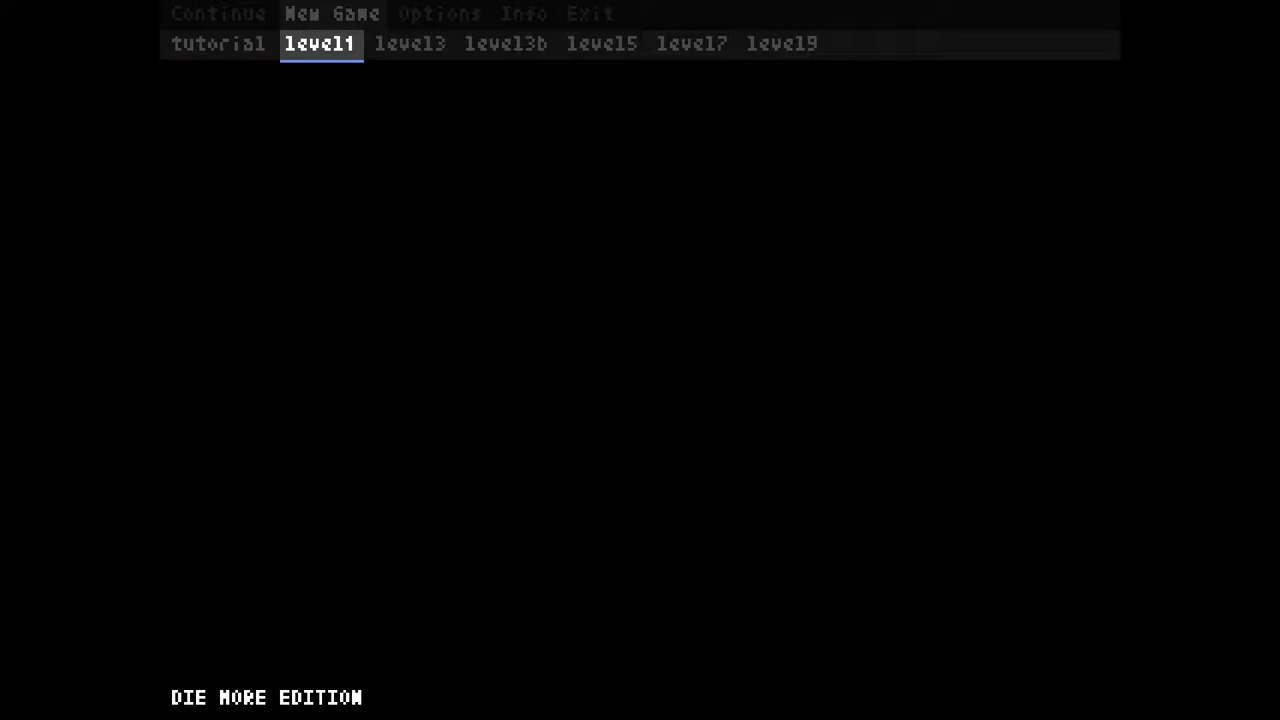 Continue New Game Options Info Exit
tutorial level1 level3 level3b level5 level7 level9
DIE MORE EDITION